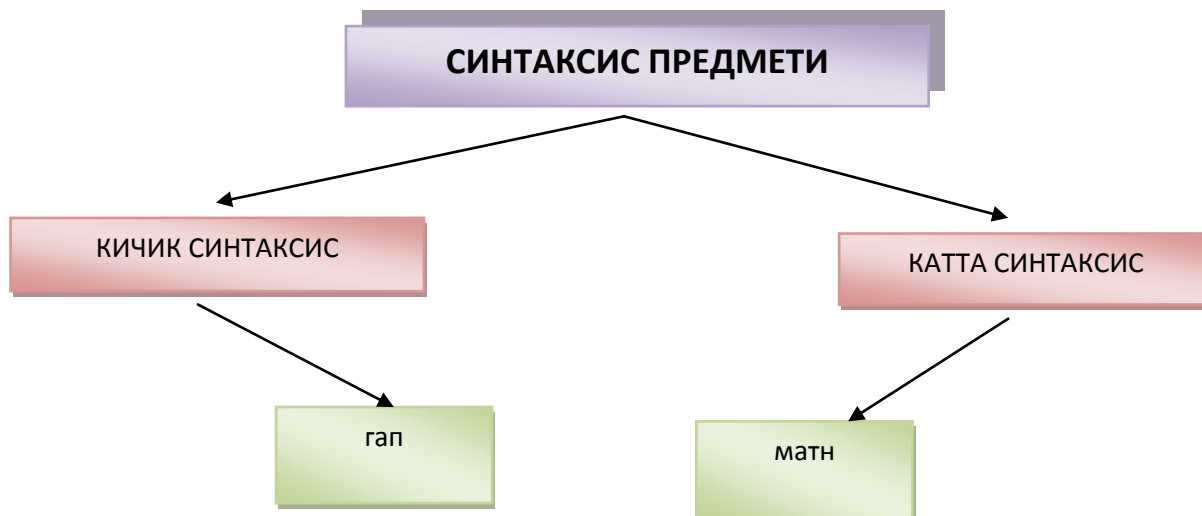 СИНТАКСИС ПРЕДМЕТИ
КИЧИК СИНТАКСИС
КАТТА СИНТАКСИС
гап
матн